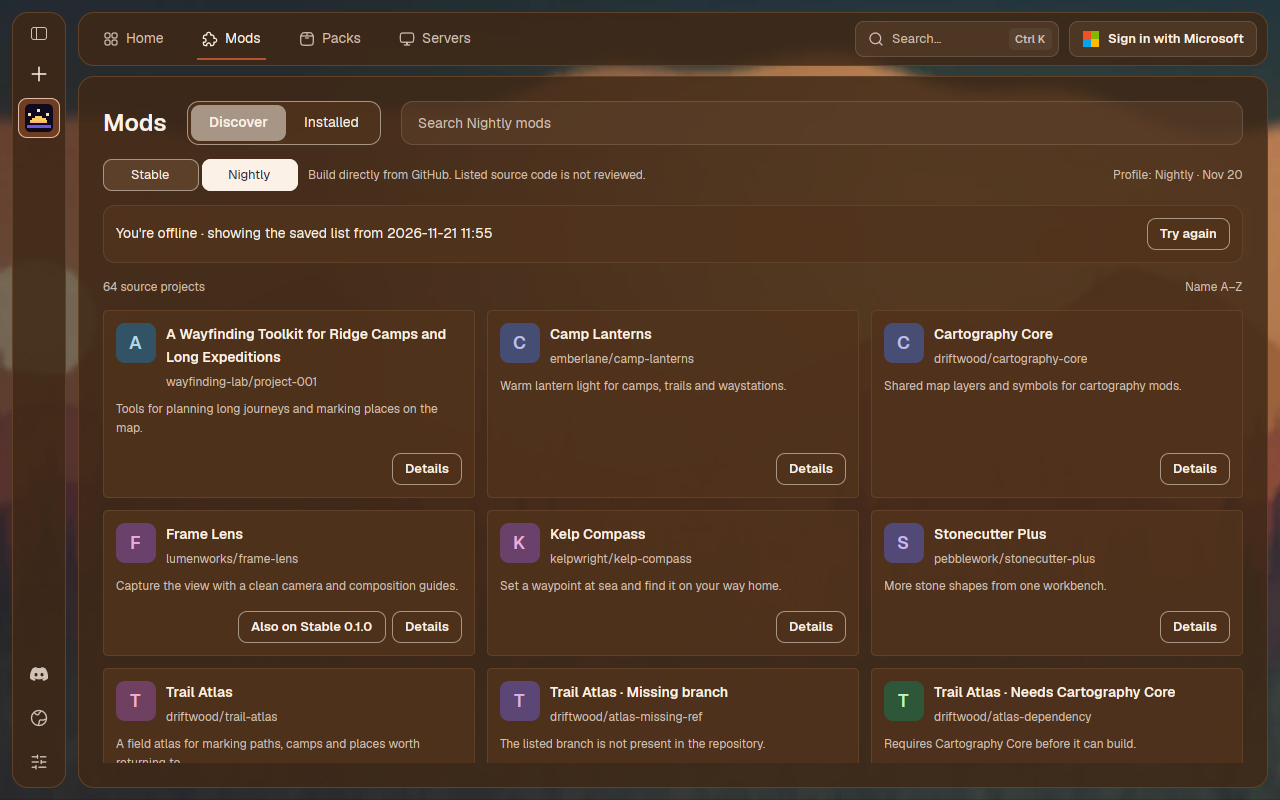 Home
Mods
Packs
Servers
Search...
Ctrl K
Sign in with Microsoft
Mods
Discover
Installed
Search Nightly mods
Stable
Nightly
Build directly from GitHub. Listed source code is not reviewed.
Profile: Nightly · Nov 20
You're offline · showing the saved list from 2026-11-21 11:55
Try again
64 source projects
Name A–Z
A
A Wayfinding Toolkit for Ridge Camps and
Long Expeditions
wayfinding-lab/project-001
Tools for planning long journeys and marking places on the
map.
Details
C
Camp Lanterns
emberlane/camp-lanterns
Warm lantern light for camps, trails and waystations.
Details
C
Cartography Core
driftwood/cartography-core
Shared map layers and symbols for cartography mods.
Details
F
Frame Lens
lumenworks/frame-lens
Capture the view with a clean camera and composition guides.
Also on Stable 0.1.0
Details
K
Kelp Compass
kelpwright/kelp-compass
Set a waypoint at sea and find it on your way home.
Details
S
Stonecutter Plus
pebblework/stonecutter-plus
More stone shapes from one workbench.
Details
T
Trail Atlas
driftwood/trail-atlas
A field atlas for marking paths, camps and places worth
returning to.
T
Trail Atlas · Missing branch
driftwood/atlas-missing-ref
The listed branch is not present in the repository.
T
Trail Atlas · Needs Cartography Core
driftwood/atlas-dependency
Requires Cartography Core before it can build.